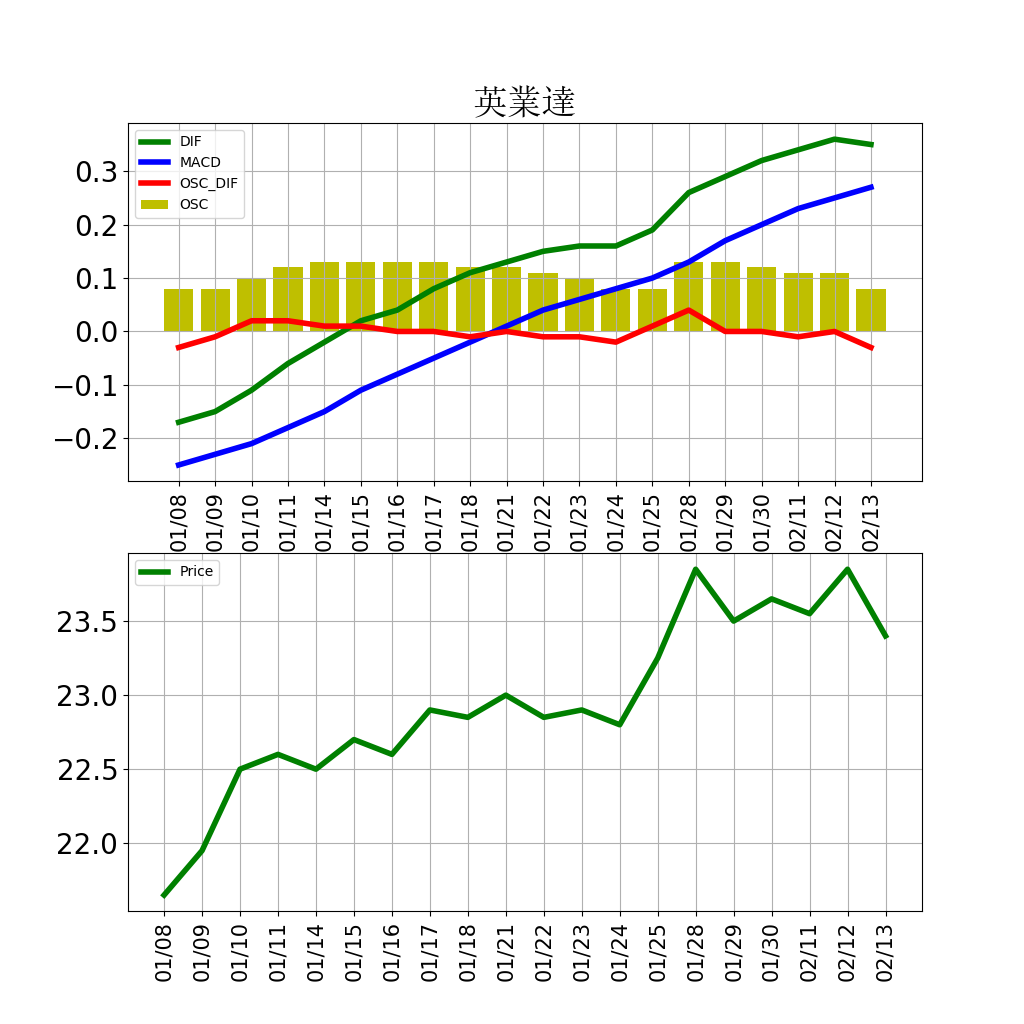 英業達
DIF
MACD
OSC_DIF
OSC
0.3
0.2
0.1
0.0
−0.1
−0.2
01/08 01/09 01/10 01/11 01/14 01/15 01/16 01/17 01/18 01/21 01/22 01/23 01/24 01/25 01/28 01/29 01/30 02/11 02/12 02/13
Price
23.5
23.0
22.5
22.0
01/08 01/09 01/10 01/11 01/14 01/15 01/16 01/17 01/18 01/21 01/22 01/23 01/24 01/25 01/28 01/29 01/30 02/11 02/12 02/13